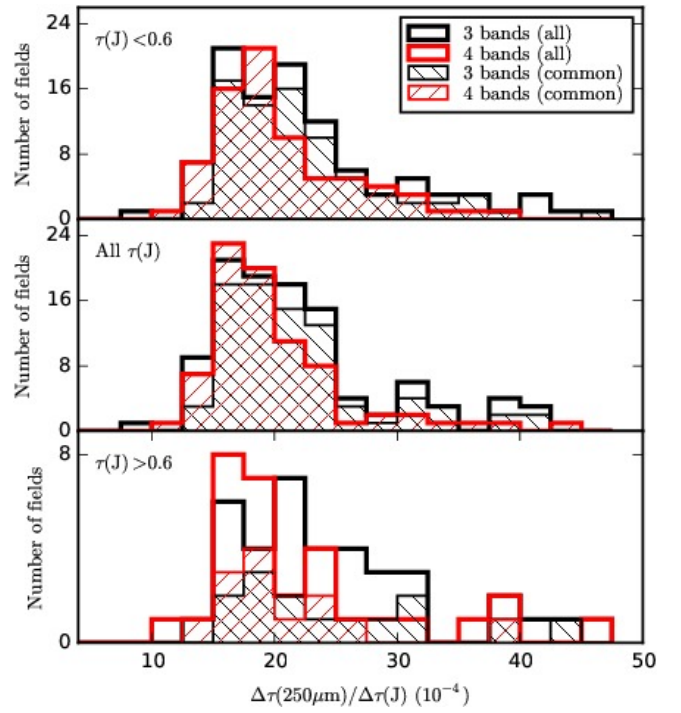 τ(J) <0.6
3 bands (all)
4 bands (all)
3 bands (common)
4 bands (common)
Number of fields
24
16
8
0
All τ(J)
Number of fields
24
16
8
0
τ(J) >0.6
Number of fields
8
4
0
10 20 30 40 50
Δτ(250μm)/Δτ(J) (10⁻⁴)